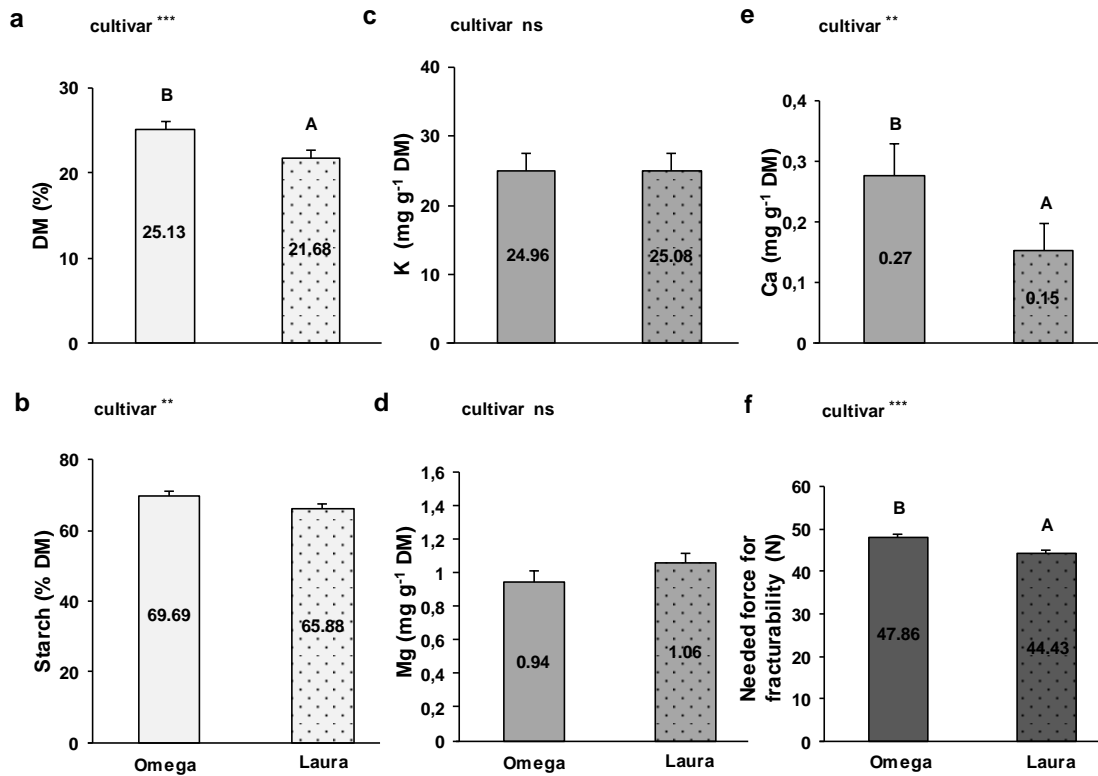 a
cultivar ***
DM (%)
30
20
10
0
B
A
25.13
21.68
c
cultivar ns
K (mg g-1 DM)
40
30
20
10
0
24.96
25.08
e
cultivar **
Ca (mg g-1 DM)
0,4
0,3
0,2
0,1
0
B
A
0.27
0.15
b
cultivar **
Starch (% DM)
80
60
40
20
0
69.69
65.88
Omega
Laura
d
cultivar ns
Mg (mg g-1 DM)
1,6
1,4
1,2
1
0,8
0,6
0,4
0,2
0
0.94
1.06
Omega
Laura
f
cultivar ***
Needed force for
fracturability (N)
60
50
40
30
20
10
0
B
A
47.86
44.43
Omega
Laura